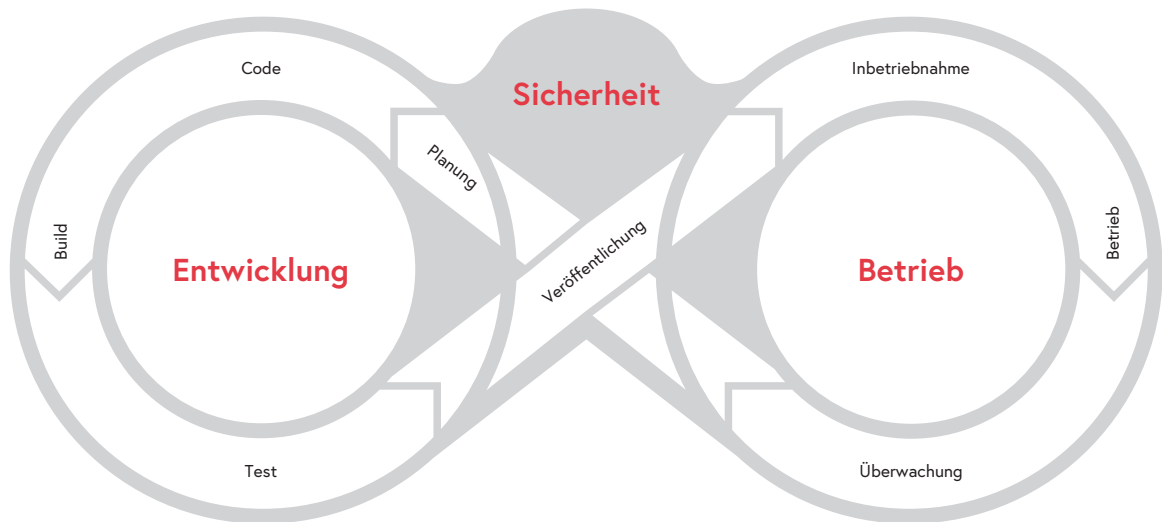 Code
Inbetriebnahme
Sicherheit
Planung
Build
Veröffentlichung
Betrieb
Entwicklung
Betrieb
Test
Überwachung